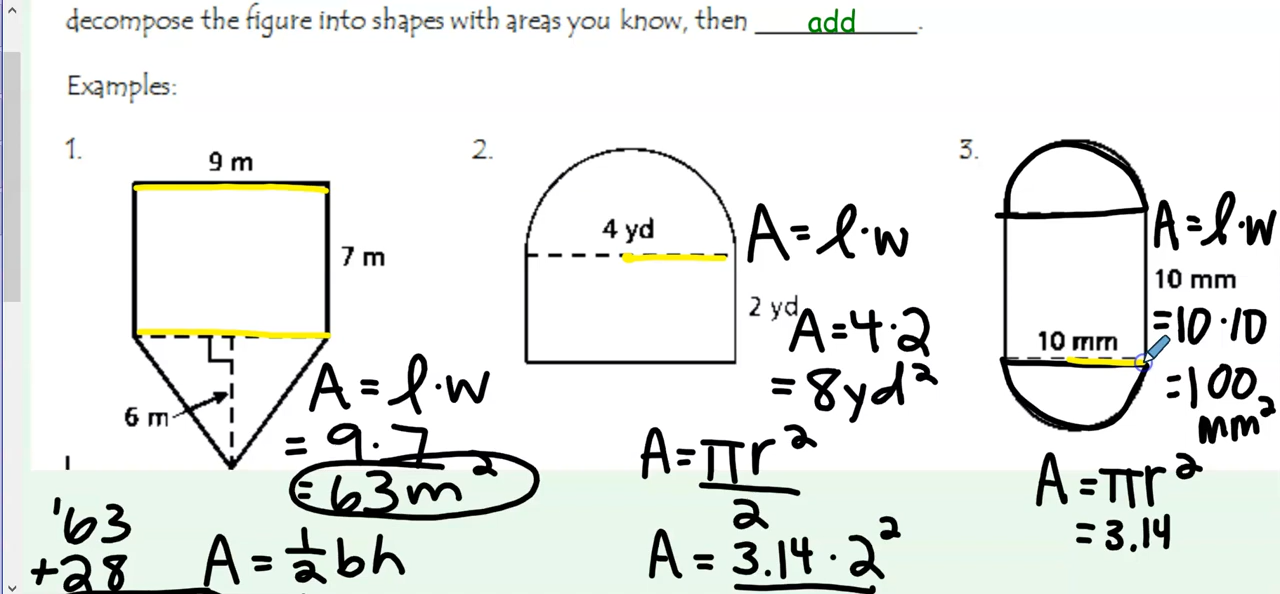 decompose the figure into shapes with areas you know, then add.
Examples:
1.
9 m
7 m
6 m
A = l·w
= 9·7
= 63m²
'63
+28
A = ½bh
2.
4 yd
2 yd
A = l·w
A = 4·2
= 8yd²
A = πr²/2
A = 3.14·2²
3.
A = l·w
10 mm
= 10·10
10 mm
= 100
mm²
A = πr²
= 3.14